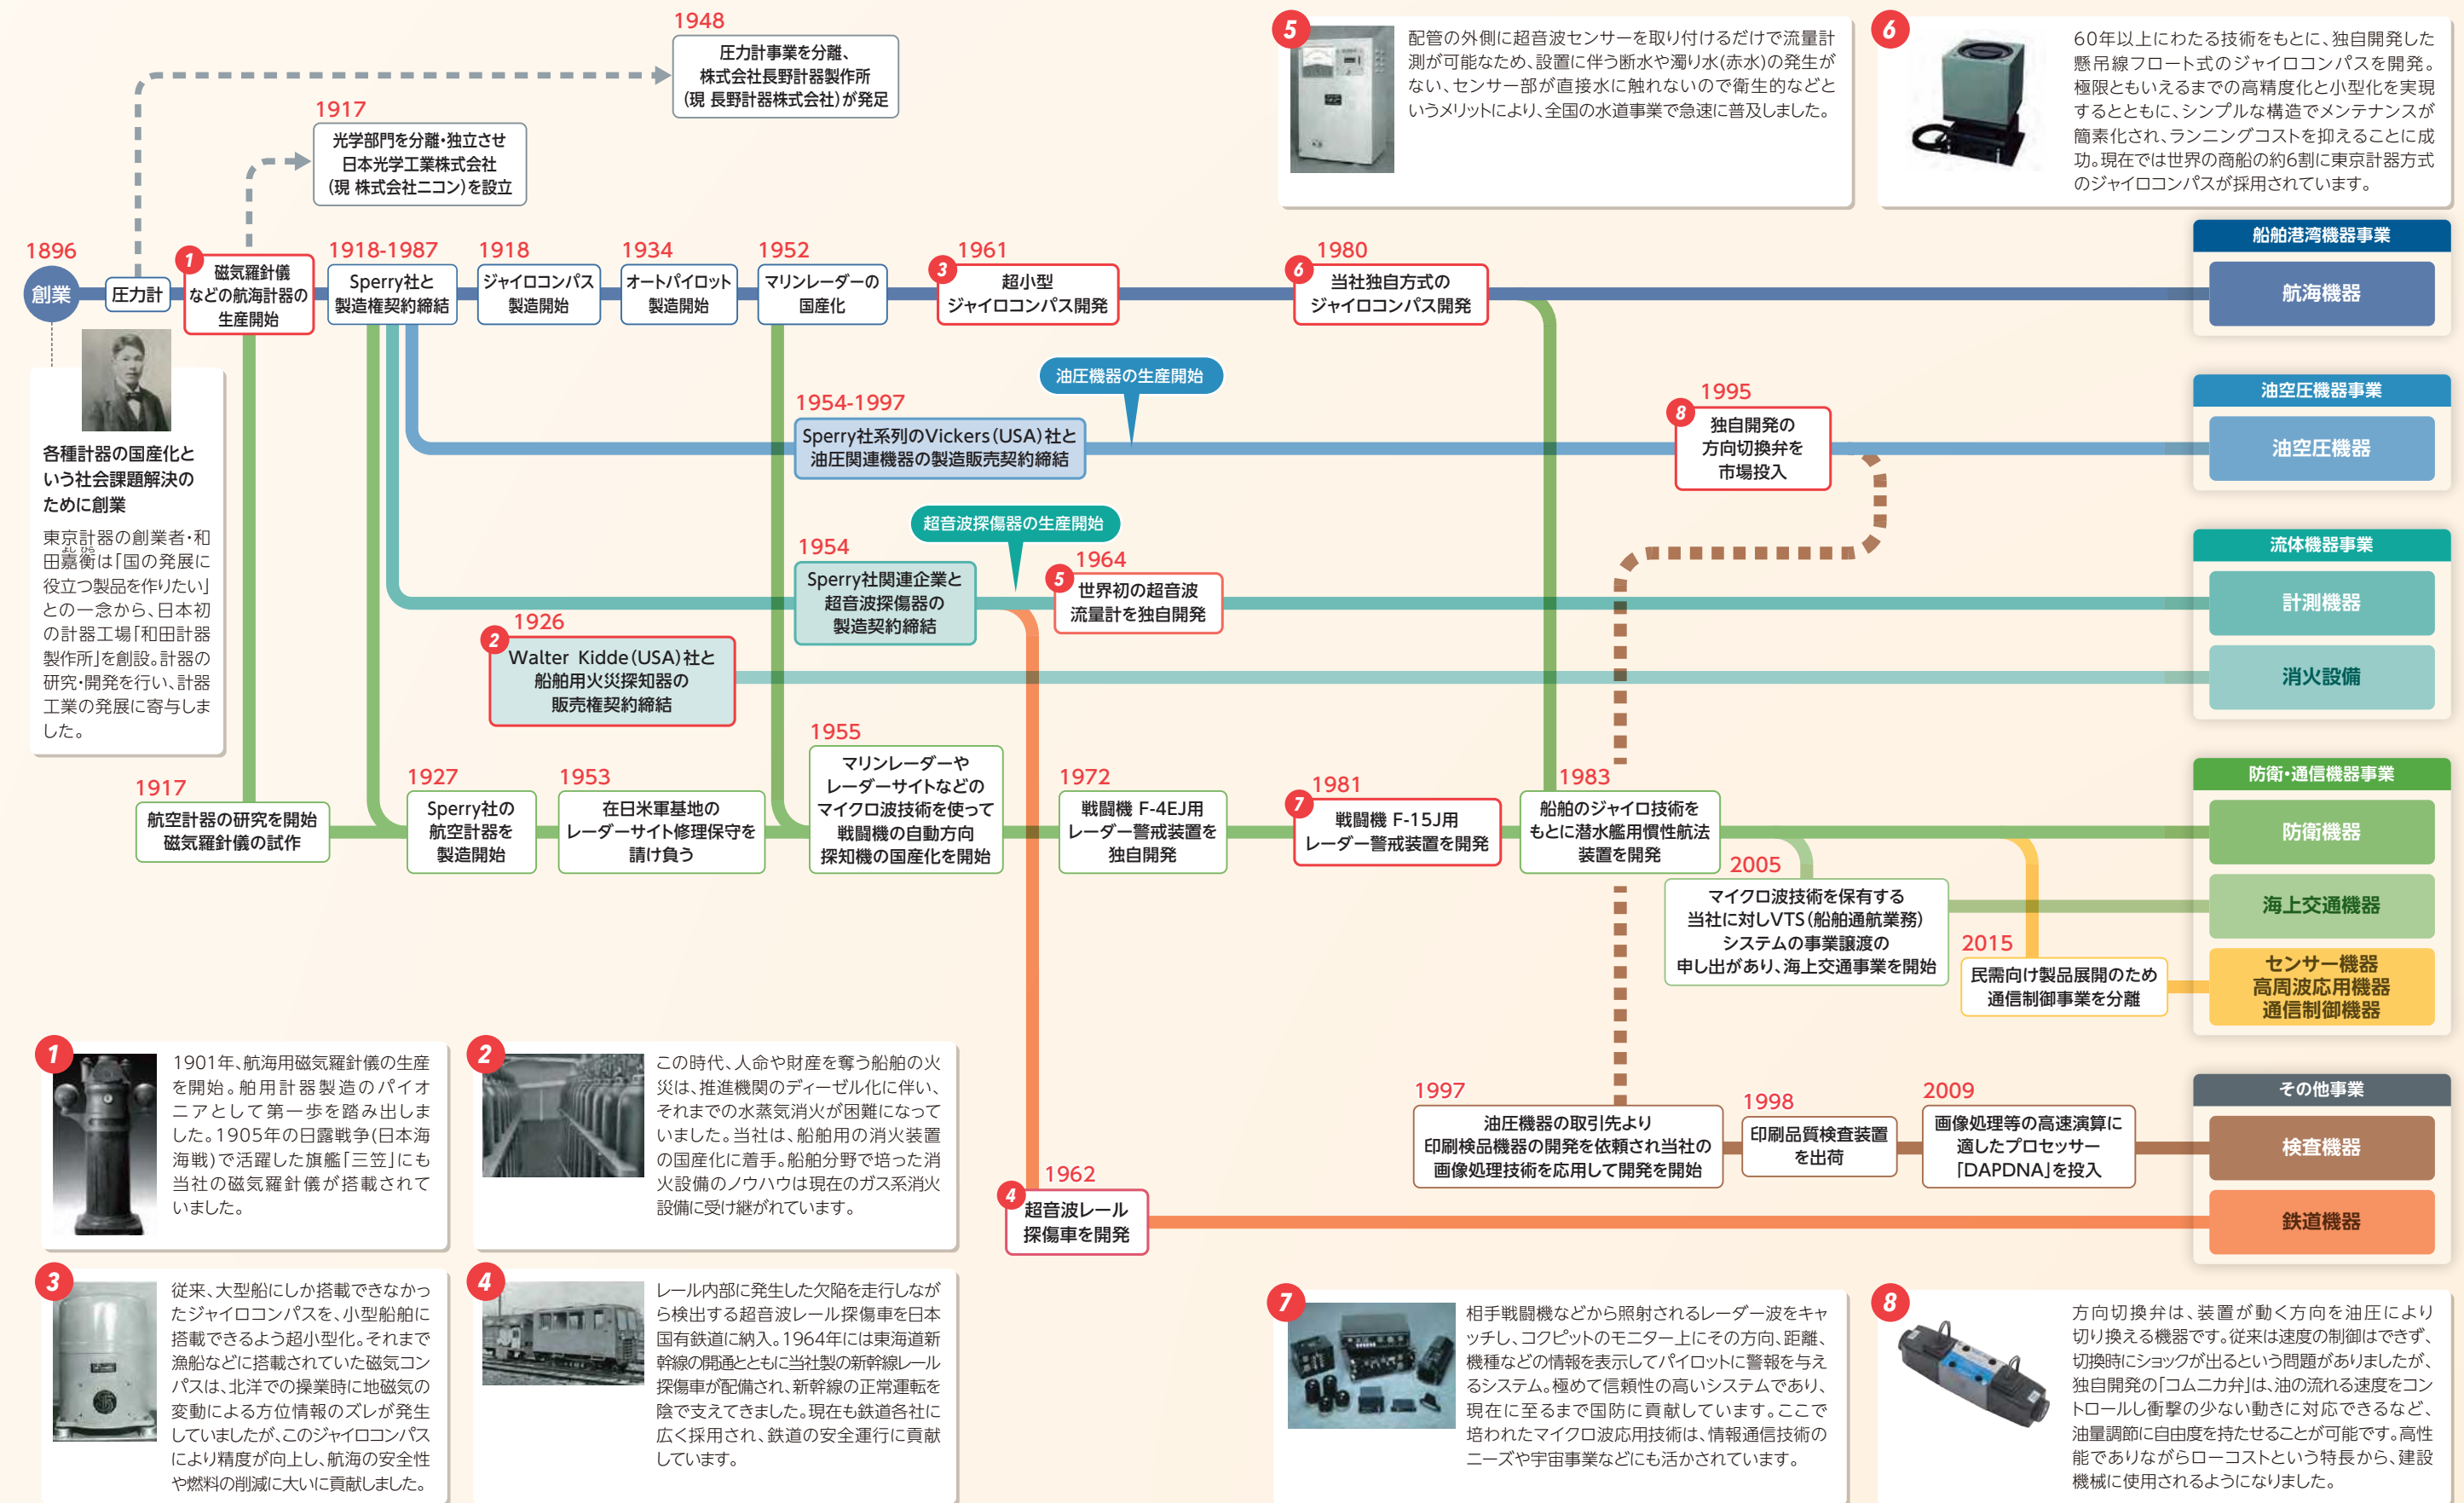 1948
圧力計事業を分離、
株式会社長野計器製作所
(現 長野計器株式会社)が発足
1917
光学部門を分離・独立させ
日本光学工業株式会社
(現 株式会社ニコン)を設立
5
配管の外側に超音波センサーを取り付けるだけで流量計
測が可能なため、設置に伴う断水や濁り水(赤水)の発生が
ない、センサー部が直接水に触れないので衛生的などと
いうメリットにより、全国の水道事業で急速に普及しました。
6
60年以上にわたる技術をもとに、独自開発した
懸吊線フロート式のジャイロコンパスを開発。
極限ともいえるまでの高精度化と小型化を実現
するとともに、シンプルな構造でメンテナンスが
簡素化され、ランニングコストを抑えることに成
功。現在では世界の商船の約6割に東京計器方式
のジャイロコンパスが採用されています。
1896
創業
圧力計
1
磁気羅針儀
などの航海計器の
生産開始
1918-1987
Sperry社と
製造権契約締結
1918
ジャイロコンパス
製造開始
1934
オートパイロット
製造開始
1952
マリンレーダーの
国産化
1961
3
超小型
ジャイロコンパス開発
1980
6
当社独自方式の
ジャイロコンパス開発
船舶港湾機器事業
航海機器
各種計器の国産化と
いう社会課題解決の
ために創業
東京計器の創業者・和
よし ひら
田嘉衡は「国の発展に
役立つ製品を作りたい」
との一念から、日本初
の計器工場「和田計器
製作所」を創設。計器の
研究・開発を行い、計器
工業の発展に寄与しま
した。
油圧機器の生産開始
1954-1997
Sperry社系列のVickers(USA)社と
油圧関連機器の製造販売契約締結
1995
8
独自開発の
方向切換弁を
市場投入
油空圧機器事業
油空圧機器
超音波探傷器の生産開始
1954
Sperry社関連企業と
超音波探傷器の
製造契約締結
1964
5
世界初の超音波
流量計を独自開発
流体機器事業
計測機器
1926
2
Walter Kidde(USA)社と
船舶用火災探知器の
販売権契約締結
消火設備
1917
航空計器の研究を開始
磁気羅針儀の試作
1927
Sperry社の
航空計器を
製造開始
1953
在日米軍基地の
レーダーサイト修理保守を
請け負う
1955
マリンレーダーや
レーダーサイトなどの
マイクロ波技術を使って
戦闘機の自動方向
探知機の国産化を開始
1972
戦闘機 F-4EJ用
レーダー警戒装置を
独自開発
1981
7
戦闘機 F-15J用
レーダー警戒装置を開発
1983
船舶のジャイロ技術を
もとに潜水艦用慣性航法
装置を開発
防衛・通信機器事業
防衛機器
2005
マイクロ波技術を保有する
当社に対しVTS(船舶通航業務)
システムの事業譲渡の
申し出があり、海上交通事業を開始
海上交通機器
2015
民需向け製品展開のため
通信制御事業を分離
センサー機器
高周波応用機器
通信制御機器
1997
油圧機器の取引先より
印刷検品機器の開発を依頼され当社の
画像処理技術を応用して開発を開始
1998
印刷品質検査装置
を出荷
2009
画像処理等の高速演算に
適したプロセッサー
「DAPDNA」を投入
その他事業
検査機器
1962
4
超音波レール
探傷車を開発
鉄道機器
1
1901年、航海用磁気羅針儀の生産
を開始。舶用計器製造のパイオ
ニアとして第一歩を踏み出しま
した。1905年の日露戦争(日本海
海戦)で活躍した旗艦「三笠」にも
当社の磁気羅針儀が搭載されて
いました。
2
この時代、人命や財産を奪う船舶の火
災は、推進機関のディーゼル化に伴い、
それまでの水蒸気消火が困難になって
いました。当社は、船舶用の消火装置
の国産化に着手。船舶分野で培った消
火設備のノウハウは現在のガス系消火
設備に受け継がれています。
3
従来、大型船にしか搭載できなかっ
たジャイロコンパスを、小型船舶に
搭載できるよう超小型化。それまで
漁船などに搭載されていた磁気コン
パスは、北洋での操業時に地磁気の
変動による方位情報のズレが発生
していましたが、このジャイロコンパス
により精度が向上し、航海の安全性
や燃料の削減に大いに貢献しました。
4
レール内部に発生した欠陥を走行しなが
ら検出する超音波レール探傷車を日本
国有鉄道に納入。1964年には東海道新
幹線の開通とともに当社製の新幹線レール
探傷車が配備され、新幹線の正常運転を
陰で支えてきました。現在も鉄道各社に
広く採用され、鉄道の安全運行に貢献
しています。
7
相手戦闘機などから照射されるレーダー波をキャ
ッチし、コクピットのモニター上にその方向、距離、
機種などの情報を表示してパイロットに警報を与え
るシステム。極めて信頼性の高いシステムであり、
現在に至るまで国防に貢献しています。ここで
培われたマイクロ波応用技術は、情報通信技術の
ニーズや宇宙事業などにも活かされています。
8
方向切換弁は、装置が動く方向を油圧により
切り換える機器です。従来は速度の制御はできず、
切換時にショックが出るという問題がありましたが、
独自開発の「コムニカ弁」は、油の流れる速度をコン
トロールし衝撃の少ない動きに対応できるなど、
油量調節に自由度を持たせることが可能です。高性
能でありながらローコストという特長から、建設
機械に使用されるようになりました。